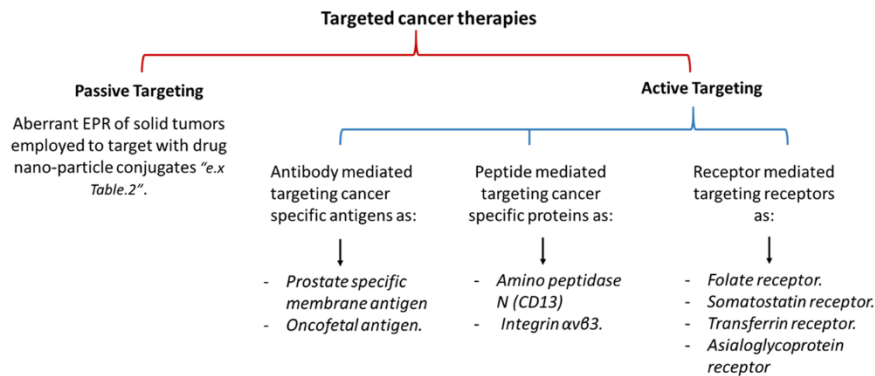 Targeted cancer therapies
Passive Targeting
Aberrant EPR of solid tumors
employed to target with drug
nano-particle conjugates "e.x
Table.2".
Active Targeting
Antibody mediated
targeting cancer
specific antigens as:
- Prostate specific
membrane antigen
- Oncofetal antigen.
Peptide mediated
targeting cancer
specific proteins as:
- Amino peptidase
N (CD13)
- Integrin αvβ3.
Receptor mediated
targeting receptors
as:
- Folate receptor.
- Somatostatin receptor.
- Transferrin receptor.
- Asialoglycoprotein
receptor